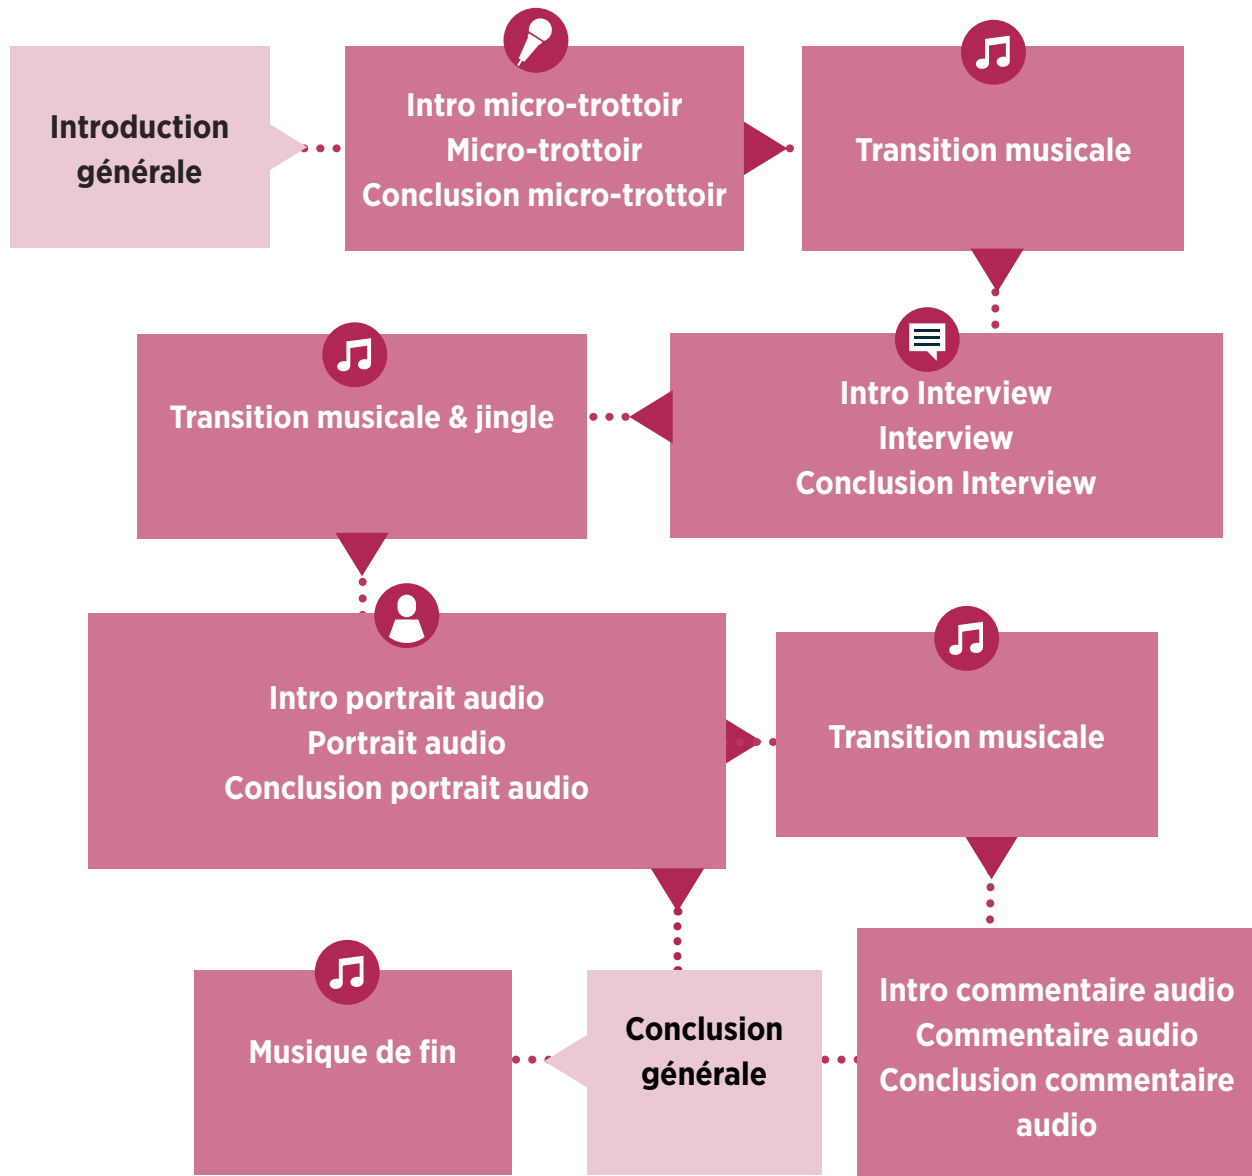 Introduction
générale
Intro micro-trottoir
Micro-trottoir
Conclusion micro-trottoir
Transition musicale
Intro Interview
Interview
Conclusion Interview
Transition musicale & jingle
Intro portrait audio
Portrait audio
Conclusion portrait audio
Transition musicale
Intro commentaire audio
Commentaire audio
Conclusion commentaire
audio
Conclusion
générale
Musique de fin